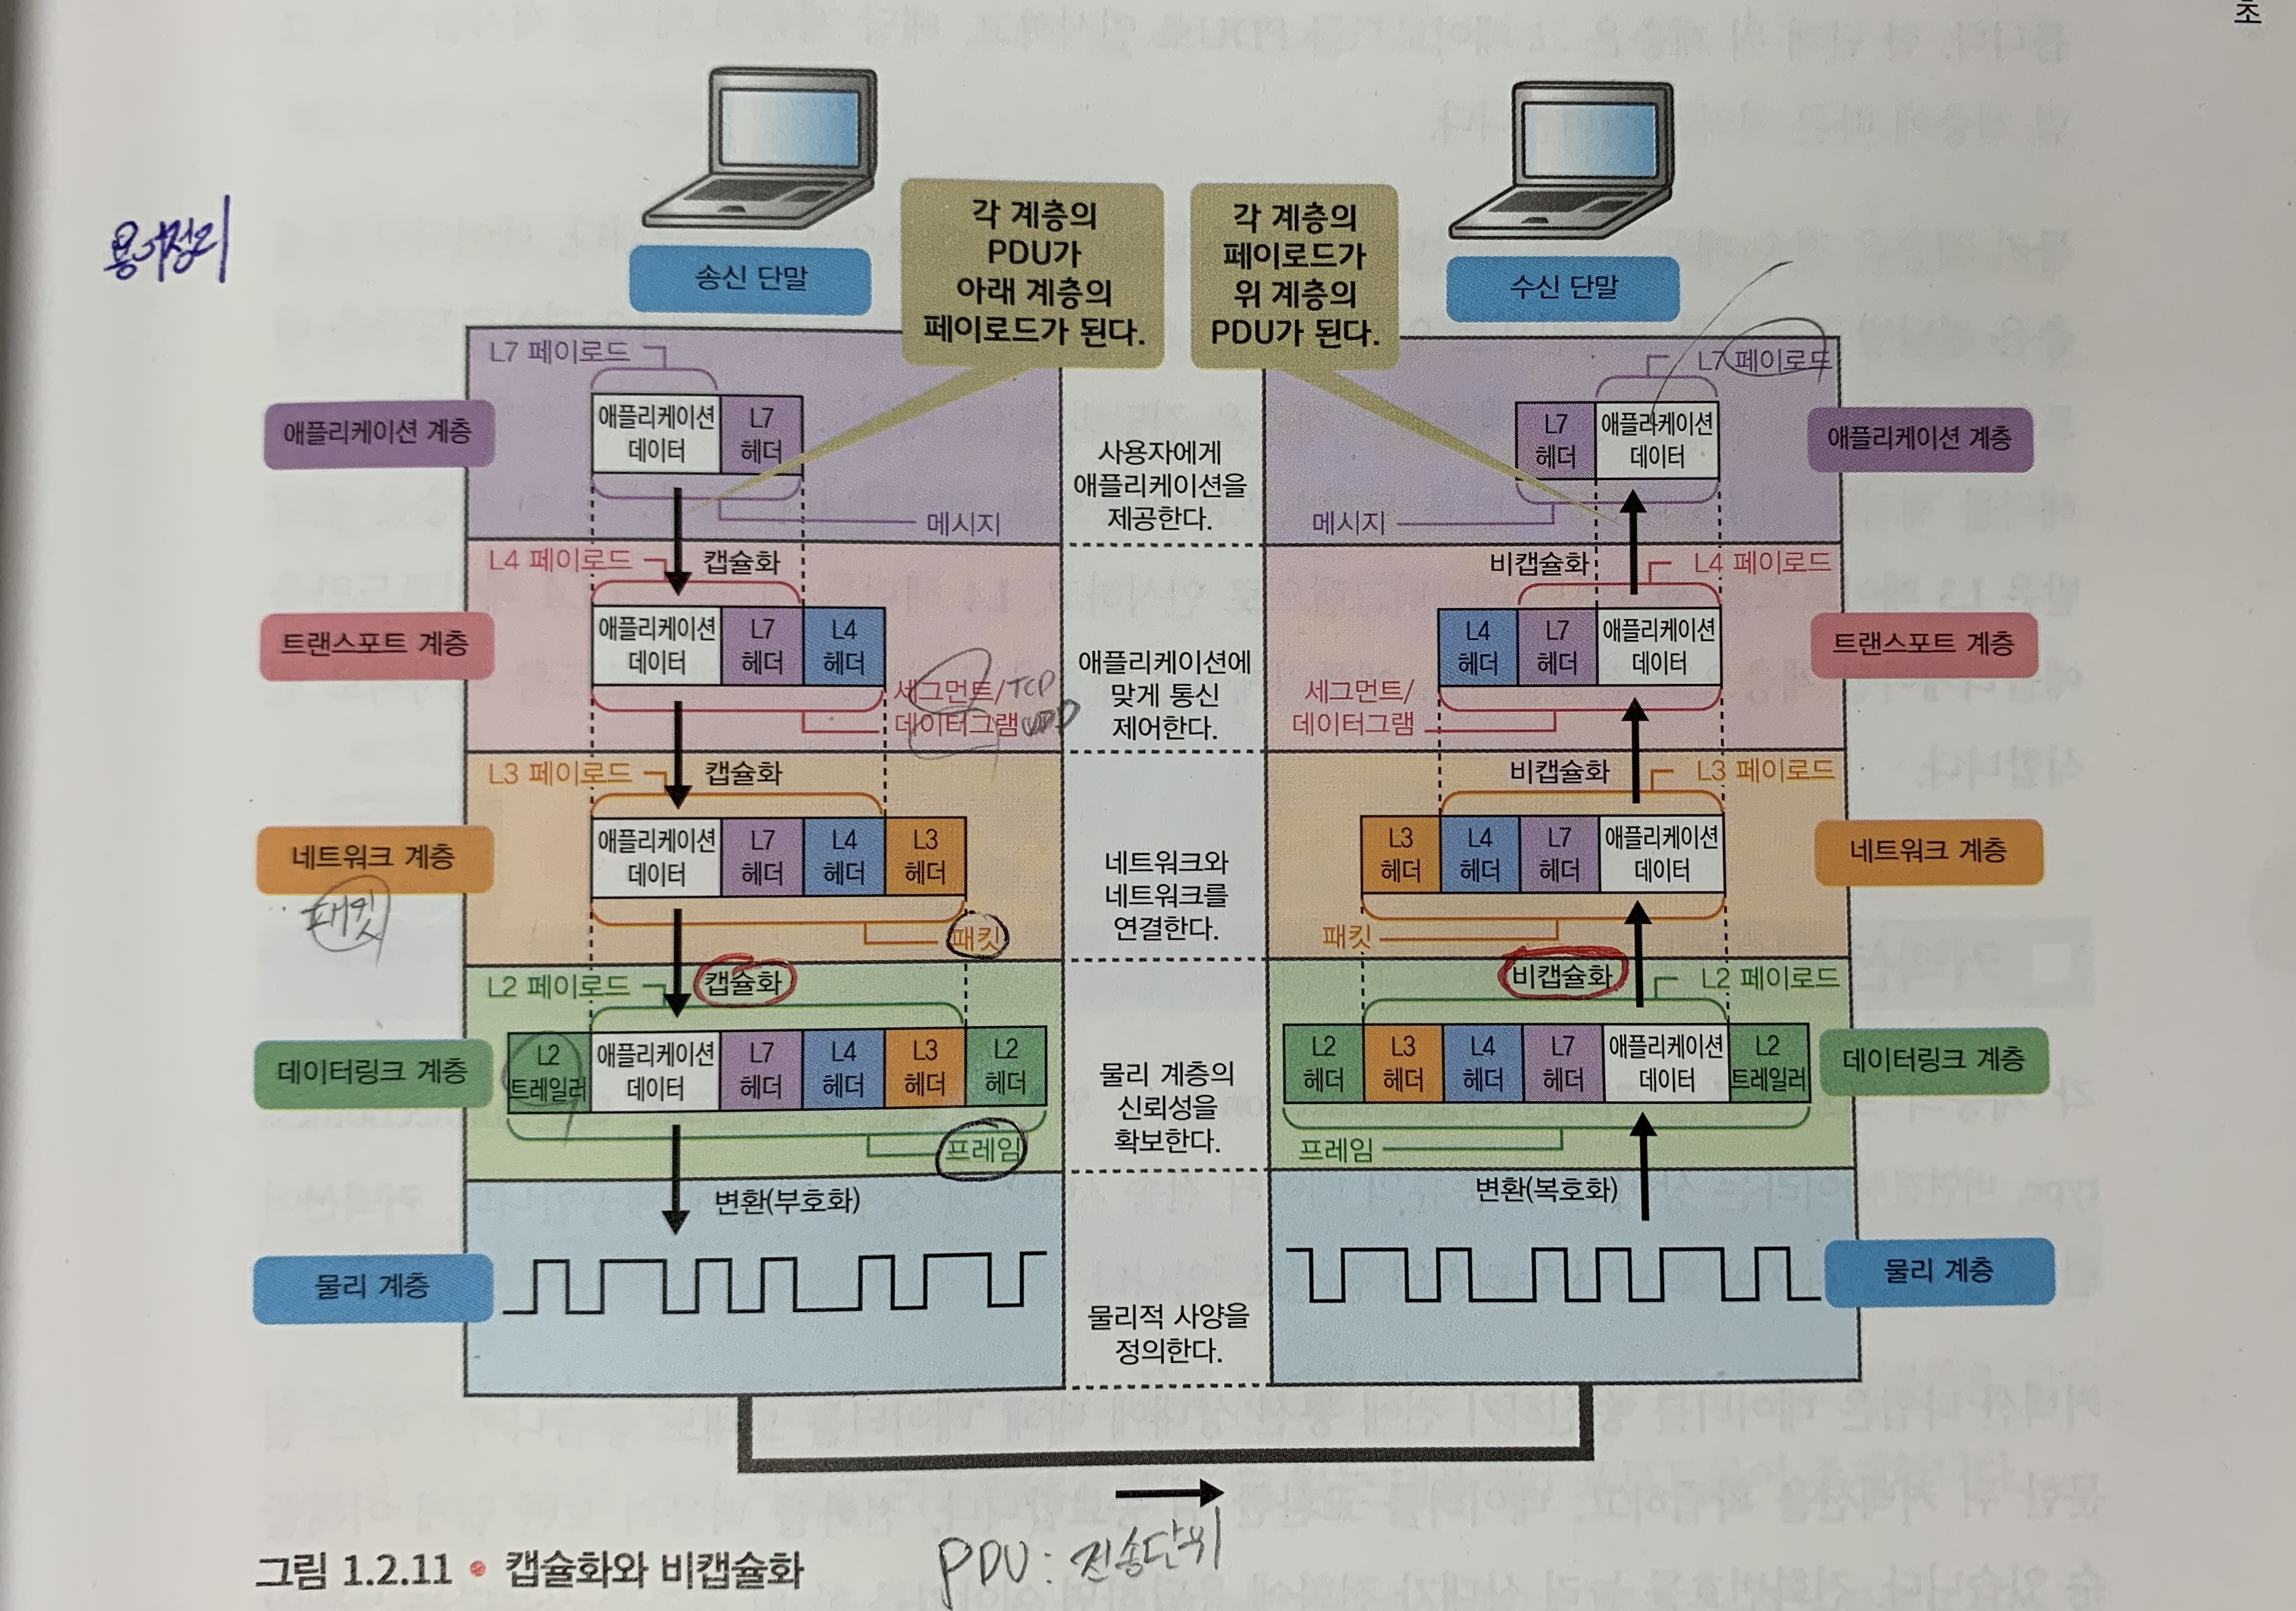 초
용어정리
송신 단말
각 계층의
PDU가
아래 계층의
페이로드가 된다.
각 계층의
페이로드가
위 계층의
PDU가 된다.
수신 단말
애플리케이션 계층
L7 페이로드
애플리케이션
데이터
L7
헤더
메시지
사용자에게
애플리케이션을
제공한다.
L7 페이로드
L7
헤더
애플리케이션
데이터
메시지
애플리케이션 계층
트랜스포트 계층
L4 페이로드
캡슐화
애플리케이션
데이터
L7
헤더
L4
헤더
세그먼트/
데이터그램
TCP
UDP
애플리케이션에
맞게 통신
제어한다.
비캡슐화
L4 페이로드
L4
헤더
L7
헤더
애플리케이션
데이터
세그먼트/
데이터그램
트랜스포트 계층
네트워크 계층
패킷
L3 페이로드
캡슐화
애플리케이션
데이터
L7
헤더
L4
헤더
L3
헤더
패킷
네트워크와
네트워크를
연결한다.
비캡슐화
L3 페이로드
L3
헤더
L4
헤더
L7
헤더
애플리케이션
데이터
패킷
네트워크 계층
데이터링크 계층
L2 페이로드
캡슐화
L2
트레일러
애플리케이션
데이터
L7
헤더
L4
헤더
L3
헤더
L2
헤더
프레임
물리 계층의
신뢰성을
확보한다.
비캡슐화
L2 페이로드
L2
헤더
L3
헤더
L4
헤더
L7
헤더
애플리케이션
데이터
L2
트레일러
프레임
데이터링크 계층
물리 계층
변환(부호화)
물리적 사양을
정의한다.
변환(복호화)
물리 계층
그림 1.2.11 • 캡슐화와 비캡슐화
PDU : 전송단위